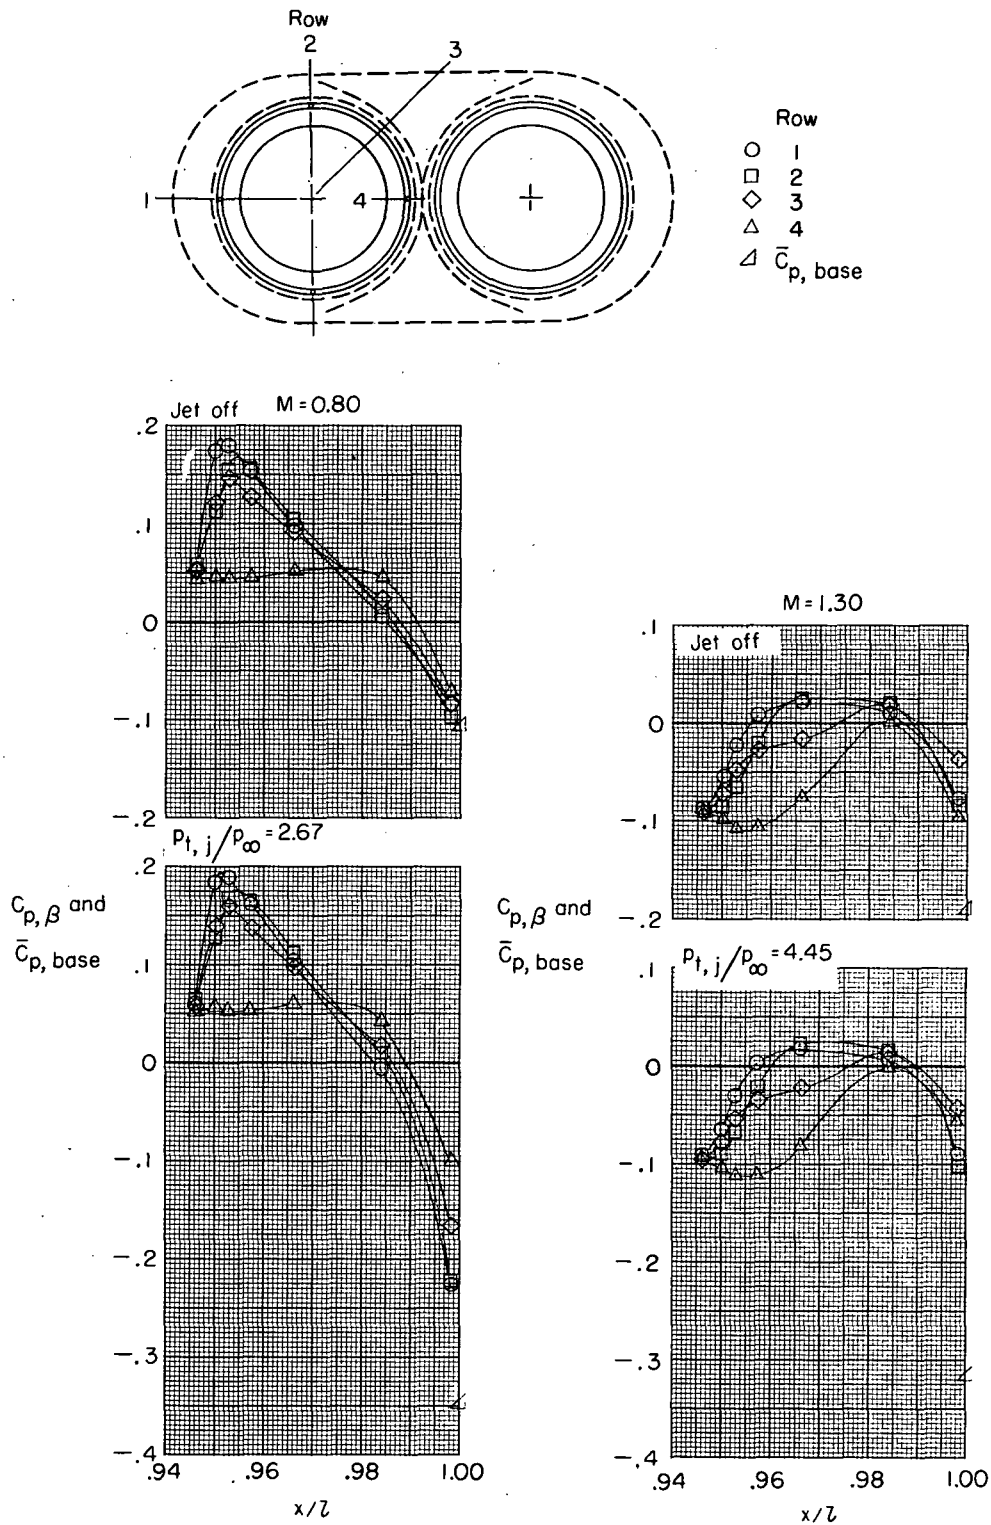 Row
2
3
1
4
Row
1
2
3
4
C̄p, base
Jet off M = 0.80
.2
.1
0
-.1
-.2
pt, j/p∞ = 2.67
.2
.1
0
-.1
-.2
-.3
-.4
Cp, β and
C̄p, base
.94 .96 .98 1.00
x/l
M = 1.30
Jet off
.1
0
-.1
-.2
Cp, β and
C̄p, base
pt, j/p∞ = 4.45
.1
0
-.1
-.2
-.3
-.4
.94 .96 .98 1.00
x/l